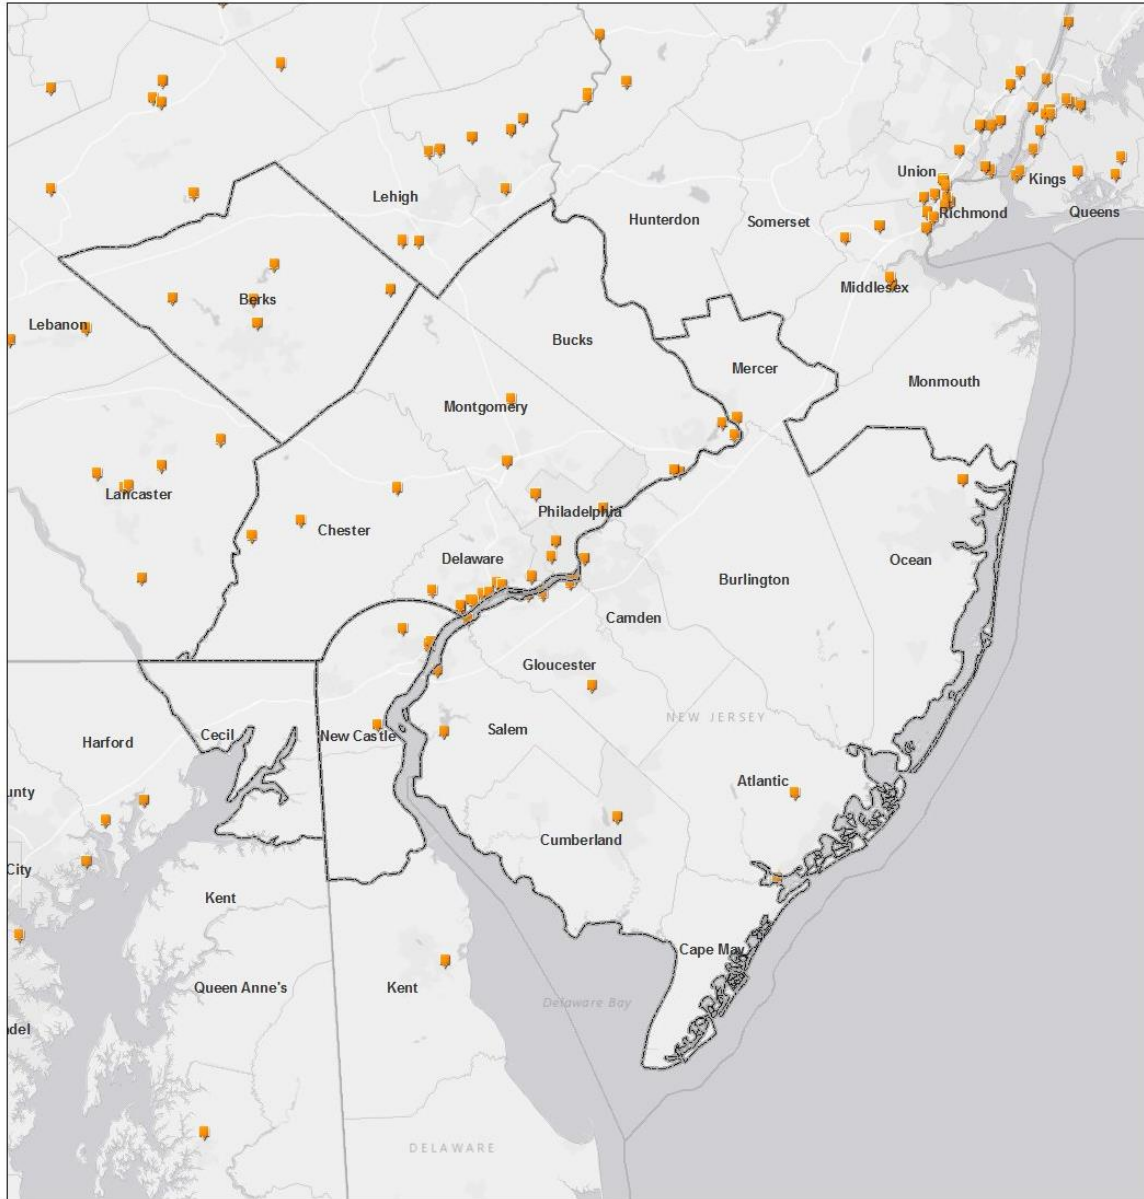 Union
Kings
Lehigh
Richmond
Queens
Hunterdon
Somerset
Middlesex
Berks
Lebanon
Bucks
Mercer
Monmouth
Montgomery
Lancaster
Philadelphia
Chester
Delaware
Ocean
Burlington
Camden
Gloucester
NEW JERSEY
Salem
Cecil
New Castle
Harford
Atlantic
unty
Cumberland
City
Kent
Cape May
Queen Anne's
Kent
Delaware Bay
del
DELAWARE